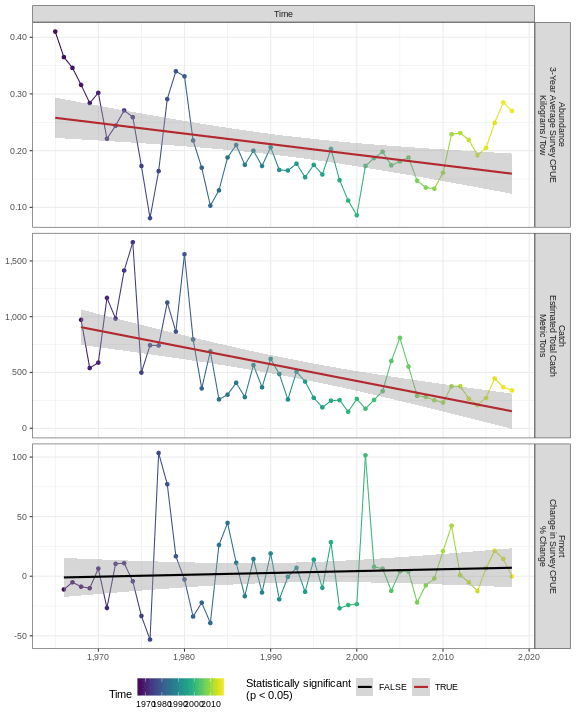 Time
0.40
0.30
0.20
0.10
Abundance
3-Year Average Survey CPUE
Kilograms /Tow
1,500
1,000
500
0
Catch
Estimated Total Catch
Metric Tons
100
50
0
-50
Fmort
Change in Survey CPUE
% Change
1,970
1,980
1,990
2,000
2,010
2,020
Time
1970
1980
1990
2000
2010
Statistically significant
(p < 0.05)
FALSE
TRUE